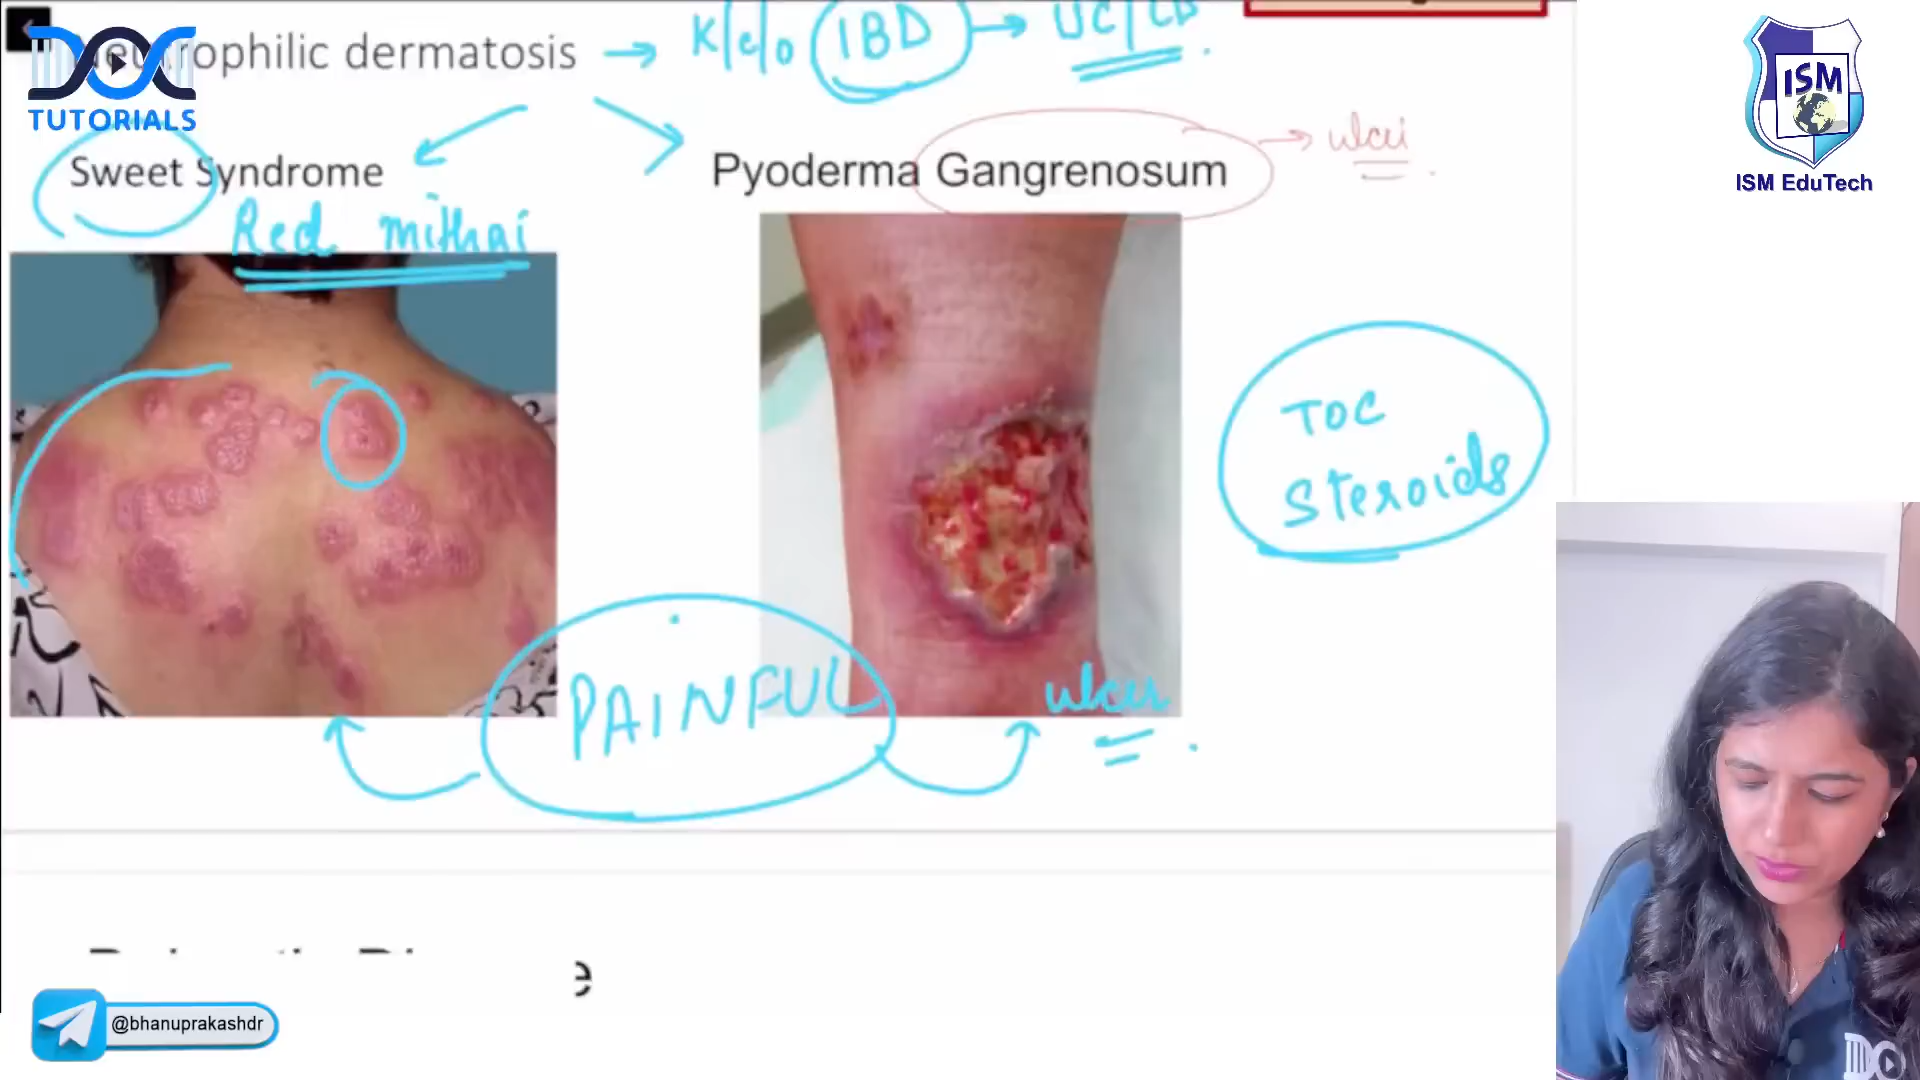 Neutrophilic dermatosis → K/c/o IBD → UC/CD
DOC
TUTORIALS
ISM
ISM EduTech
Sweet Syndrome
Pyoderma Gangrenosum → ulcer
Red mithai
TOC
Steroids
PAINFUL
ulcer
@bhanuprakashdr